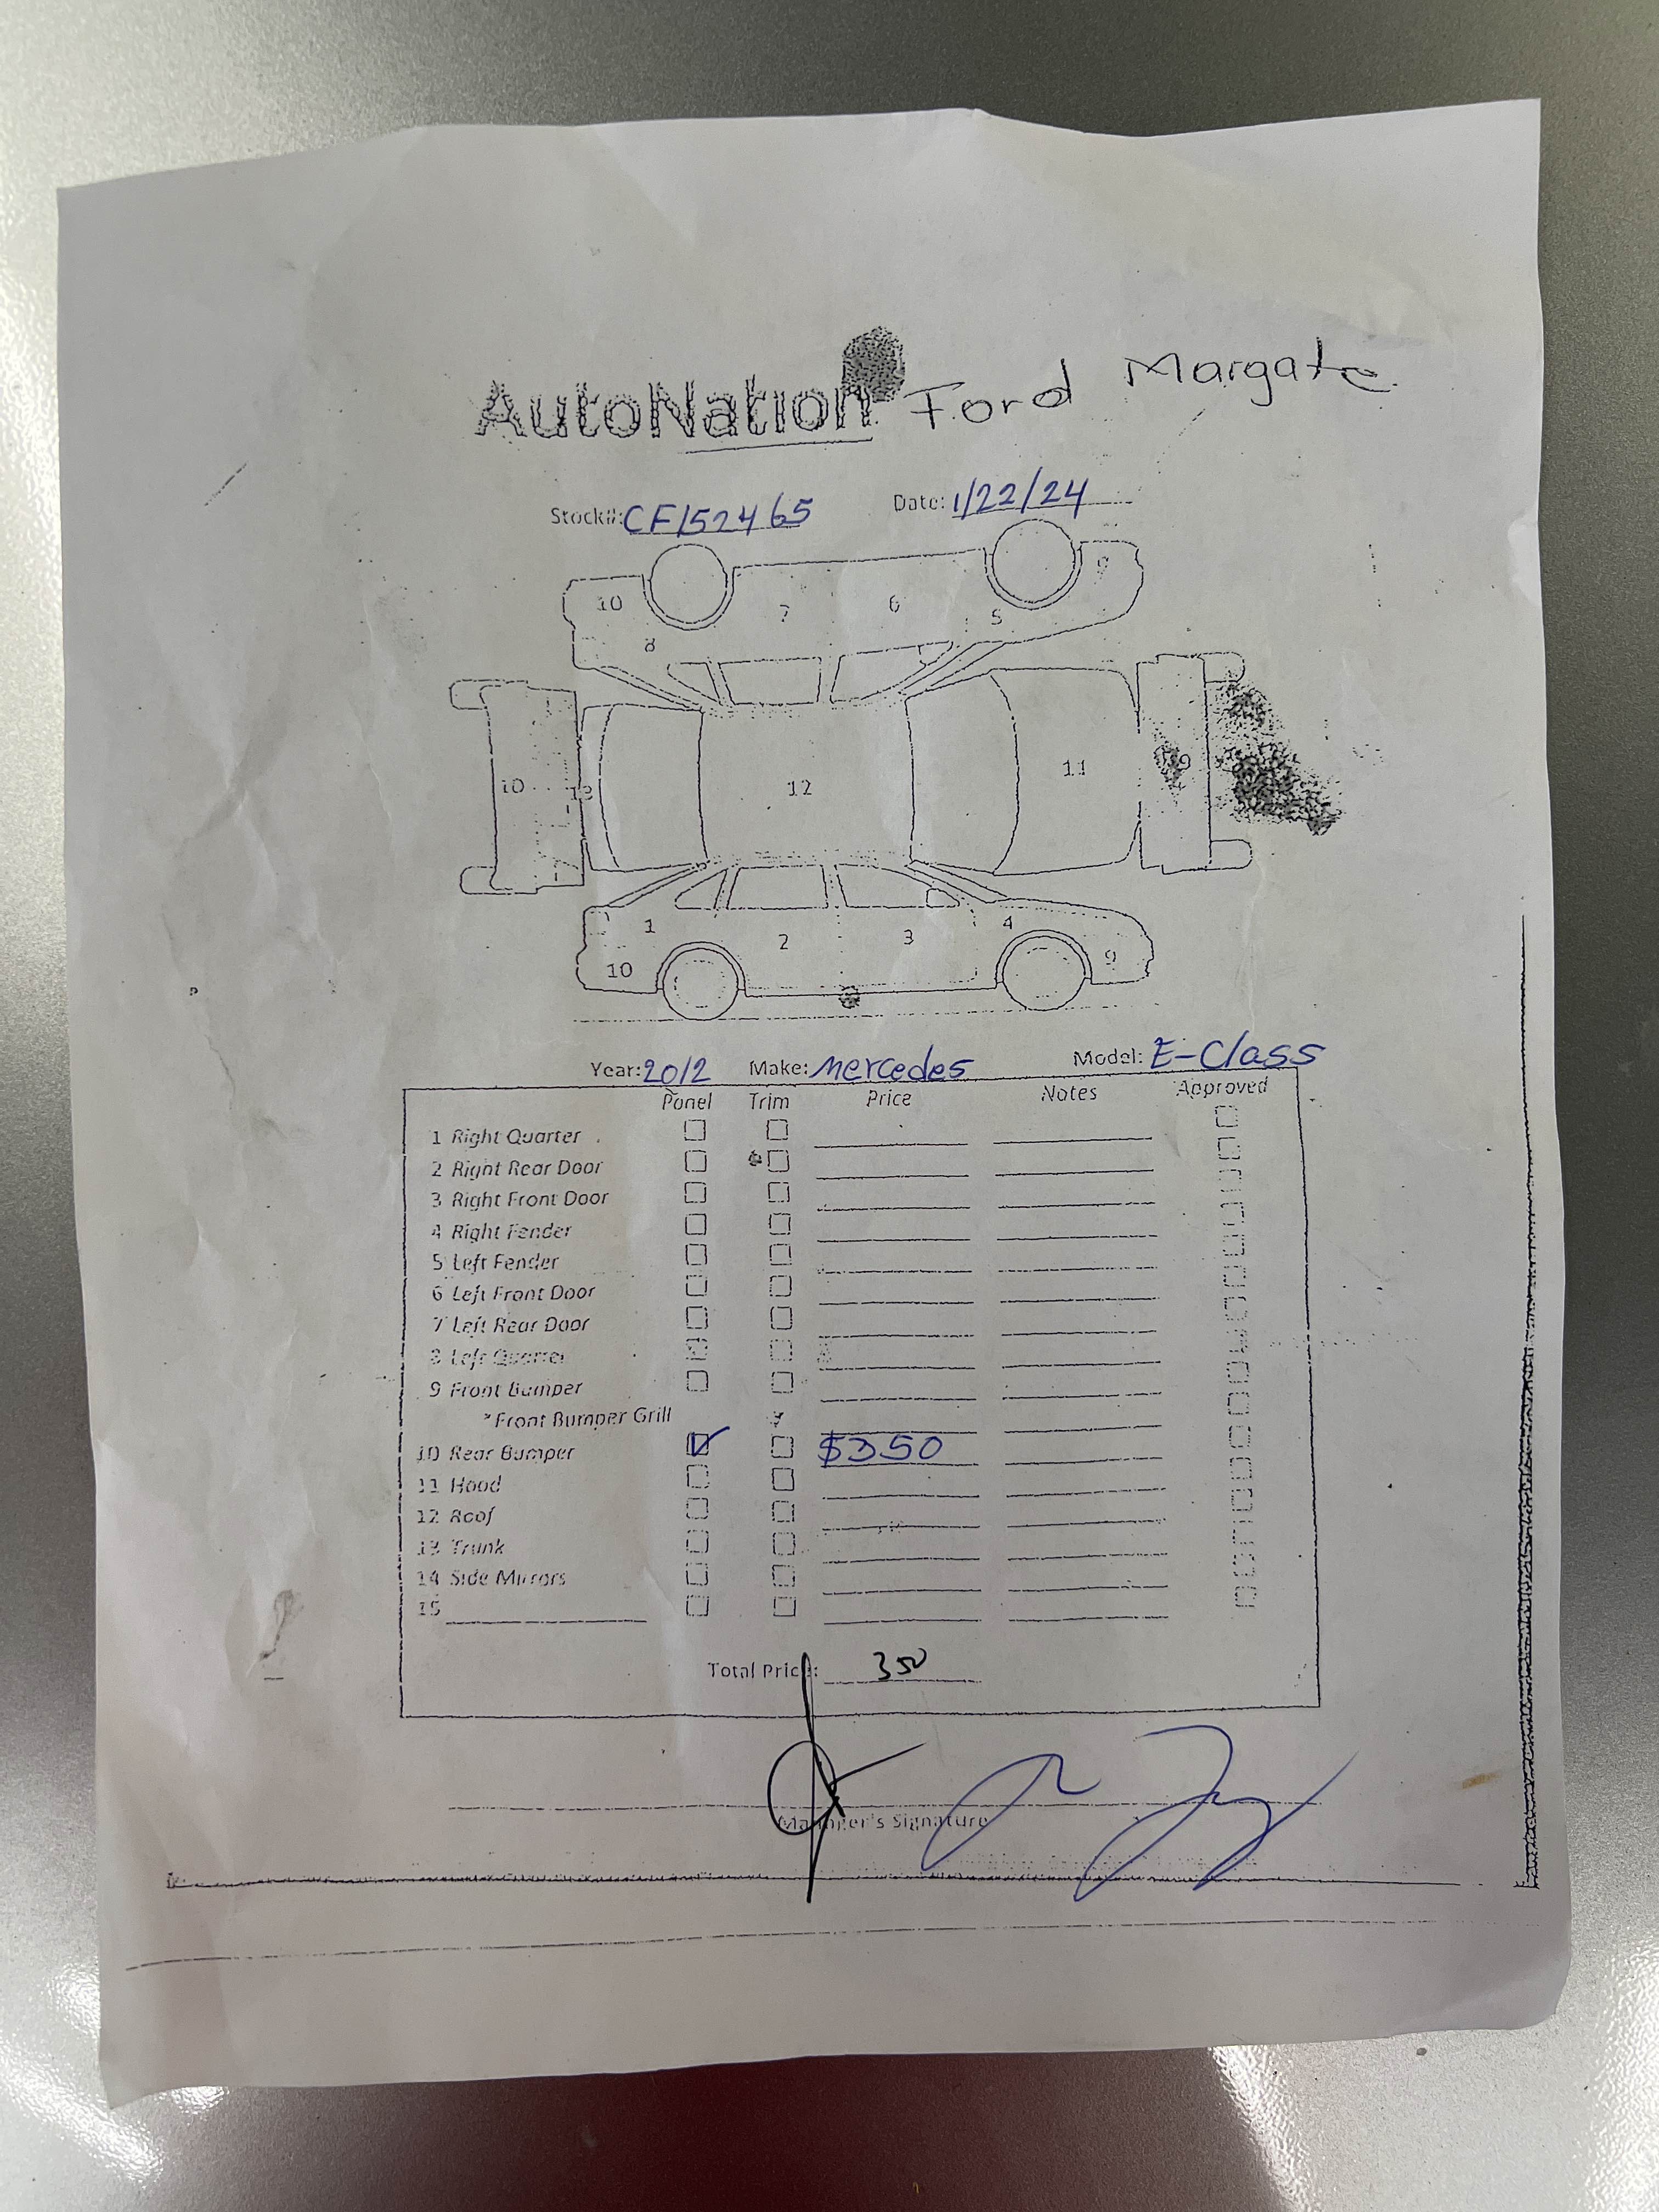 AutoNation Ford Margate
Stock#: CF152465 Date: 1/22/24
10 7 6 5 9
8
10 13 12 11 9
1 2 3 4
10 9
Year: 2012 Make: Mercedes Model: E-Class
Panel Trim Price Notes Approved
1 Right Quarter
2 Right Rear Door
3 Right Front Door
4 Right Fender
5 Left Fender
6 Left Front Door
7 Left Rear Door
8 Left Quarter
9 Front Bumper
*Front Bumper Grill
10 Rear Bumper $350
11 Hood
12 Roof
13 Trunk
14 Side Mirrors
15
Total Price: 350
Manager's Signature